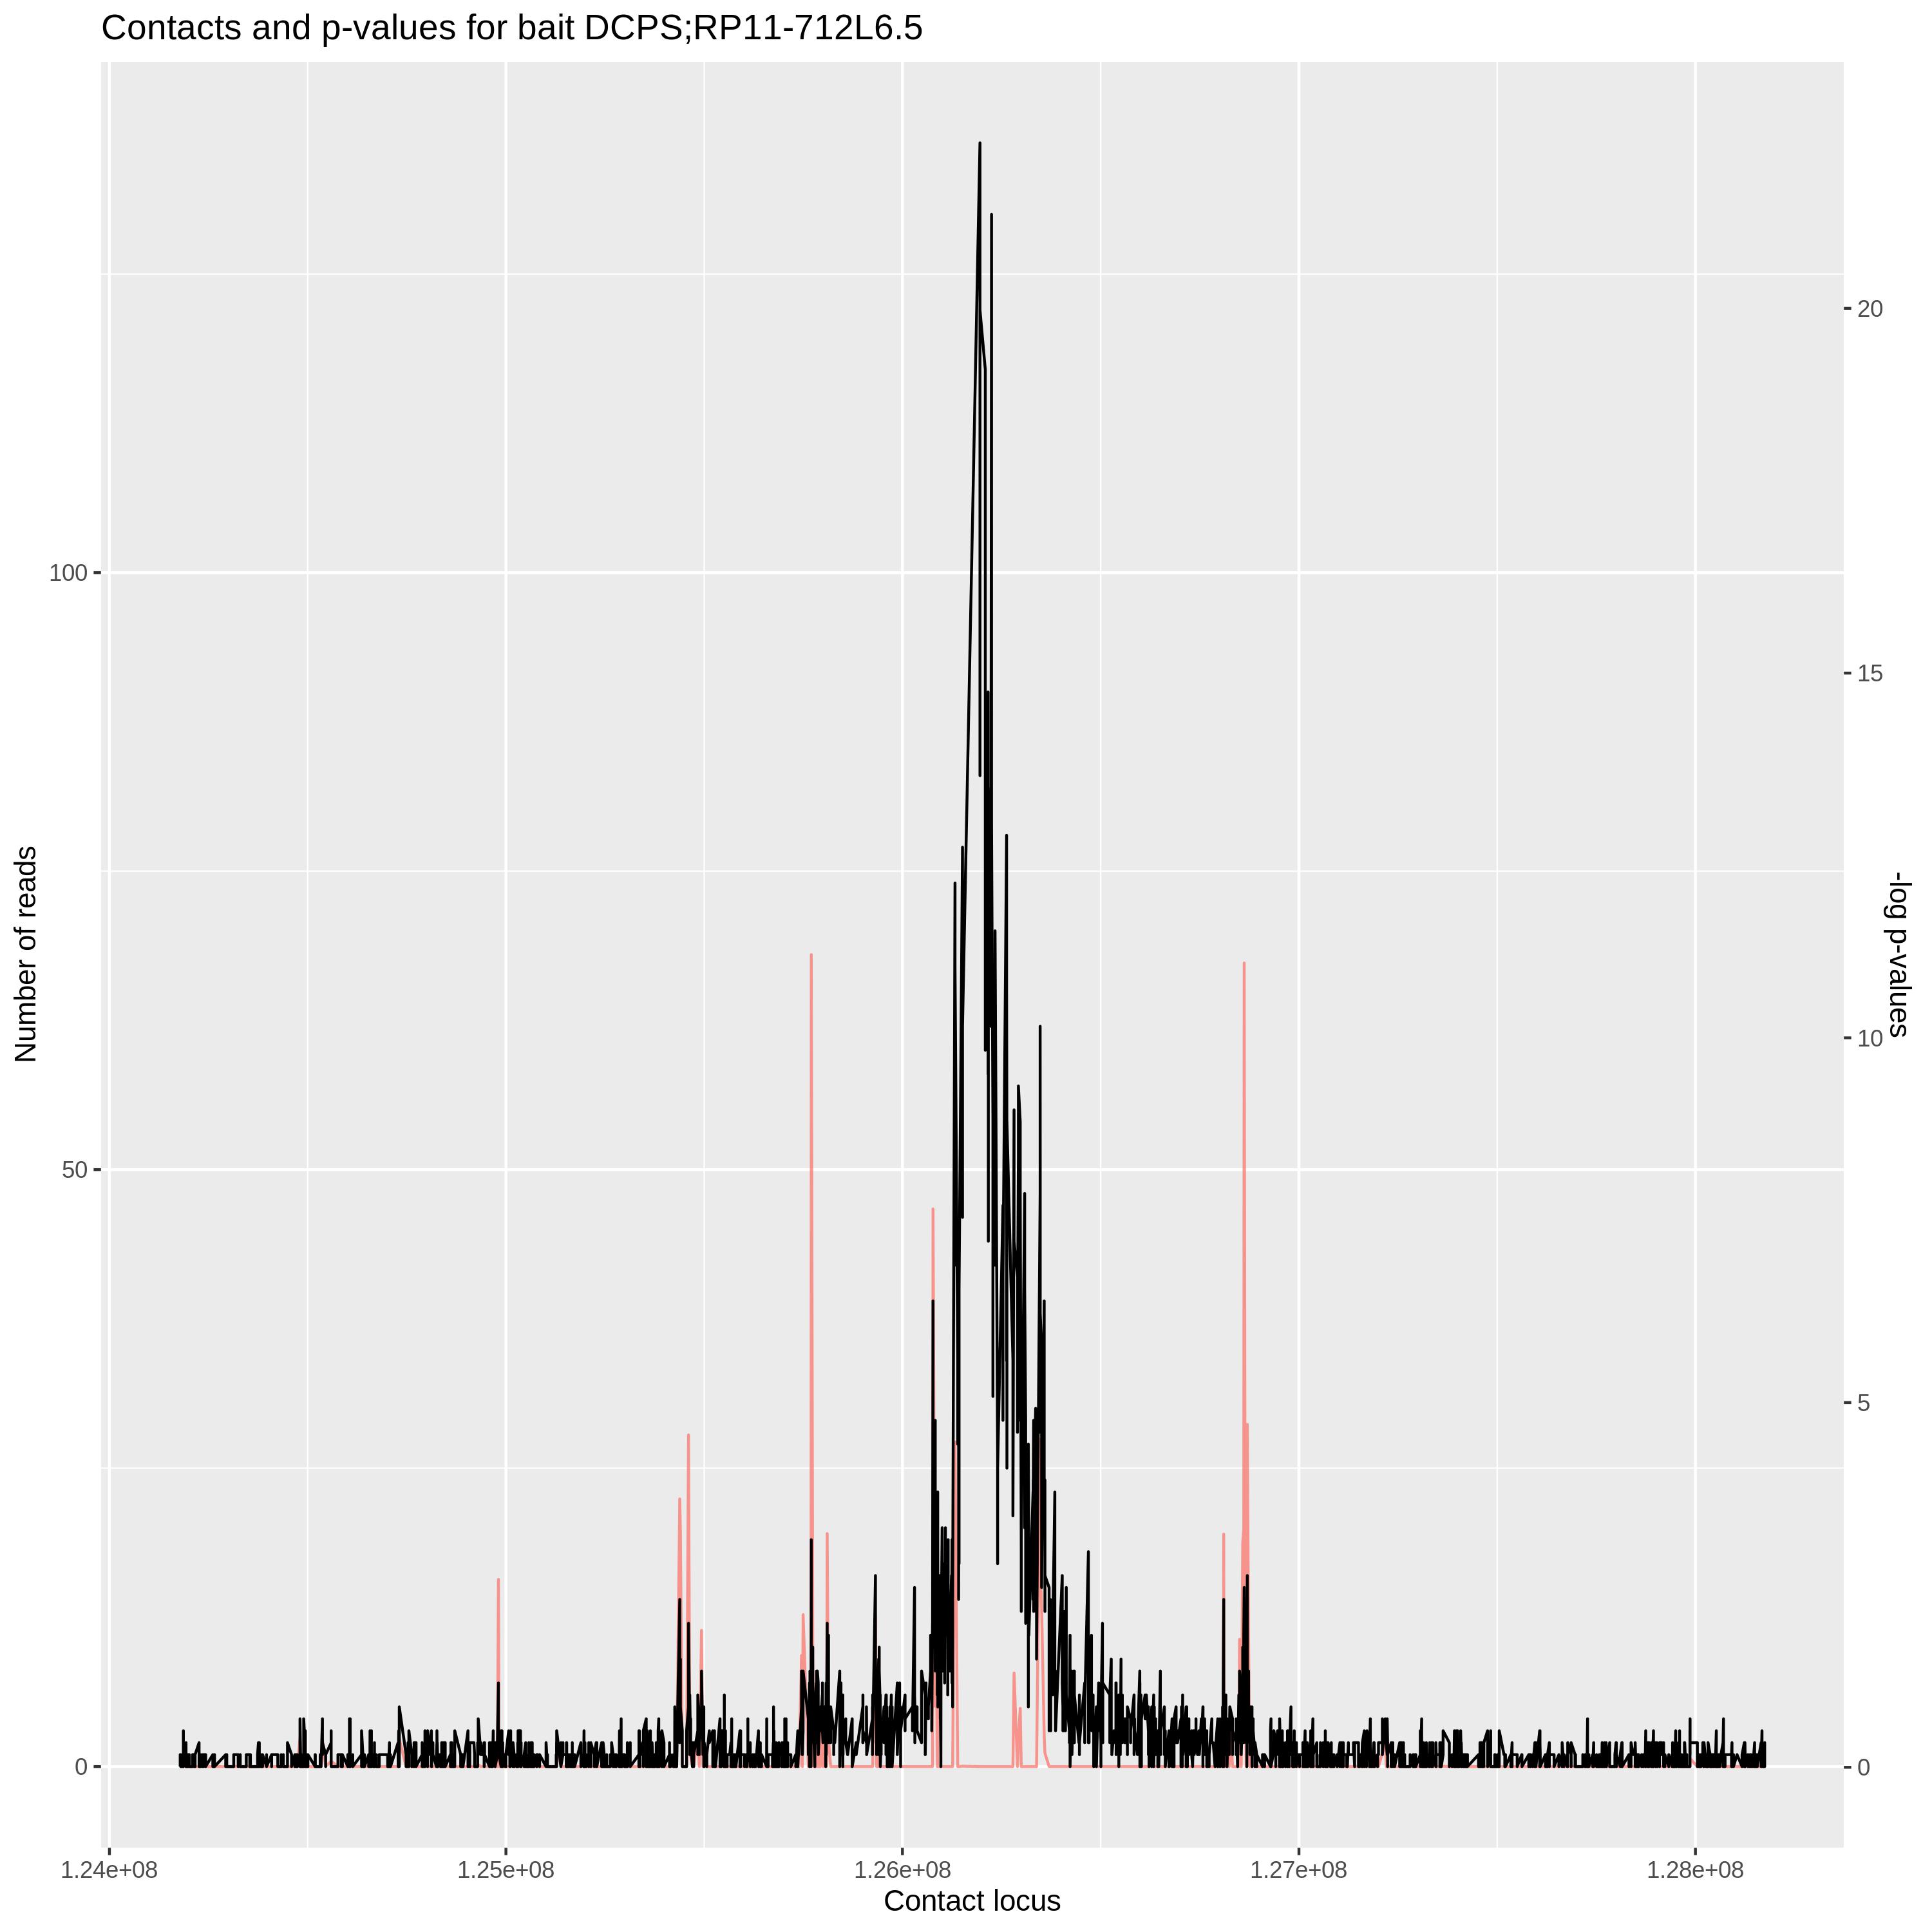 Contacts and p-values for bait DCPS;RP11-712L6.5
Number of reads
100
50
0
20
15
10
5
0
-log p-values
1.24e+08
1.25e+08
1.26e+08
1.27e+08
1.28e+08
Contact locus